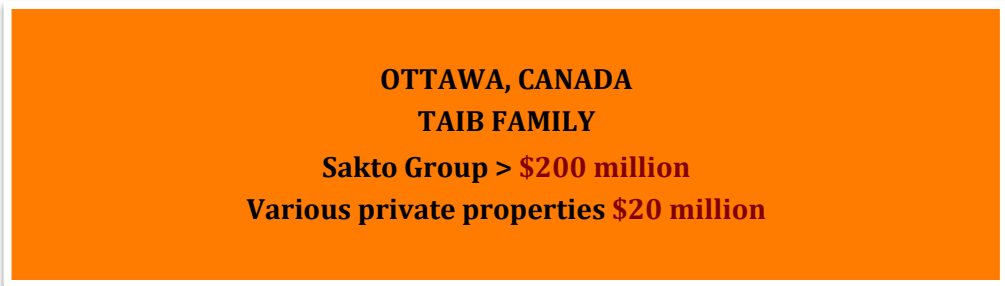 OTTAWA, CANADA
TAIB FAMILY
Sakto Group > $200 million
Various private properties $20 million